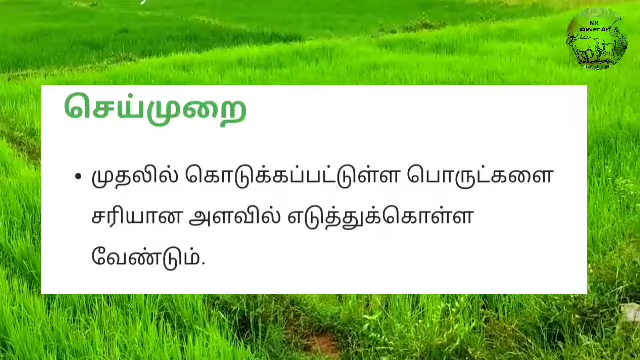 செய்முறை
• முதலில் கொடுக்கப்பட்டுள்ள பொருட்களை
சரியான அளவில் எடுத்துக்கொள்ள
வேண்டும்.